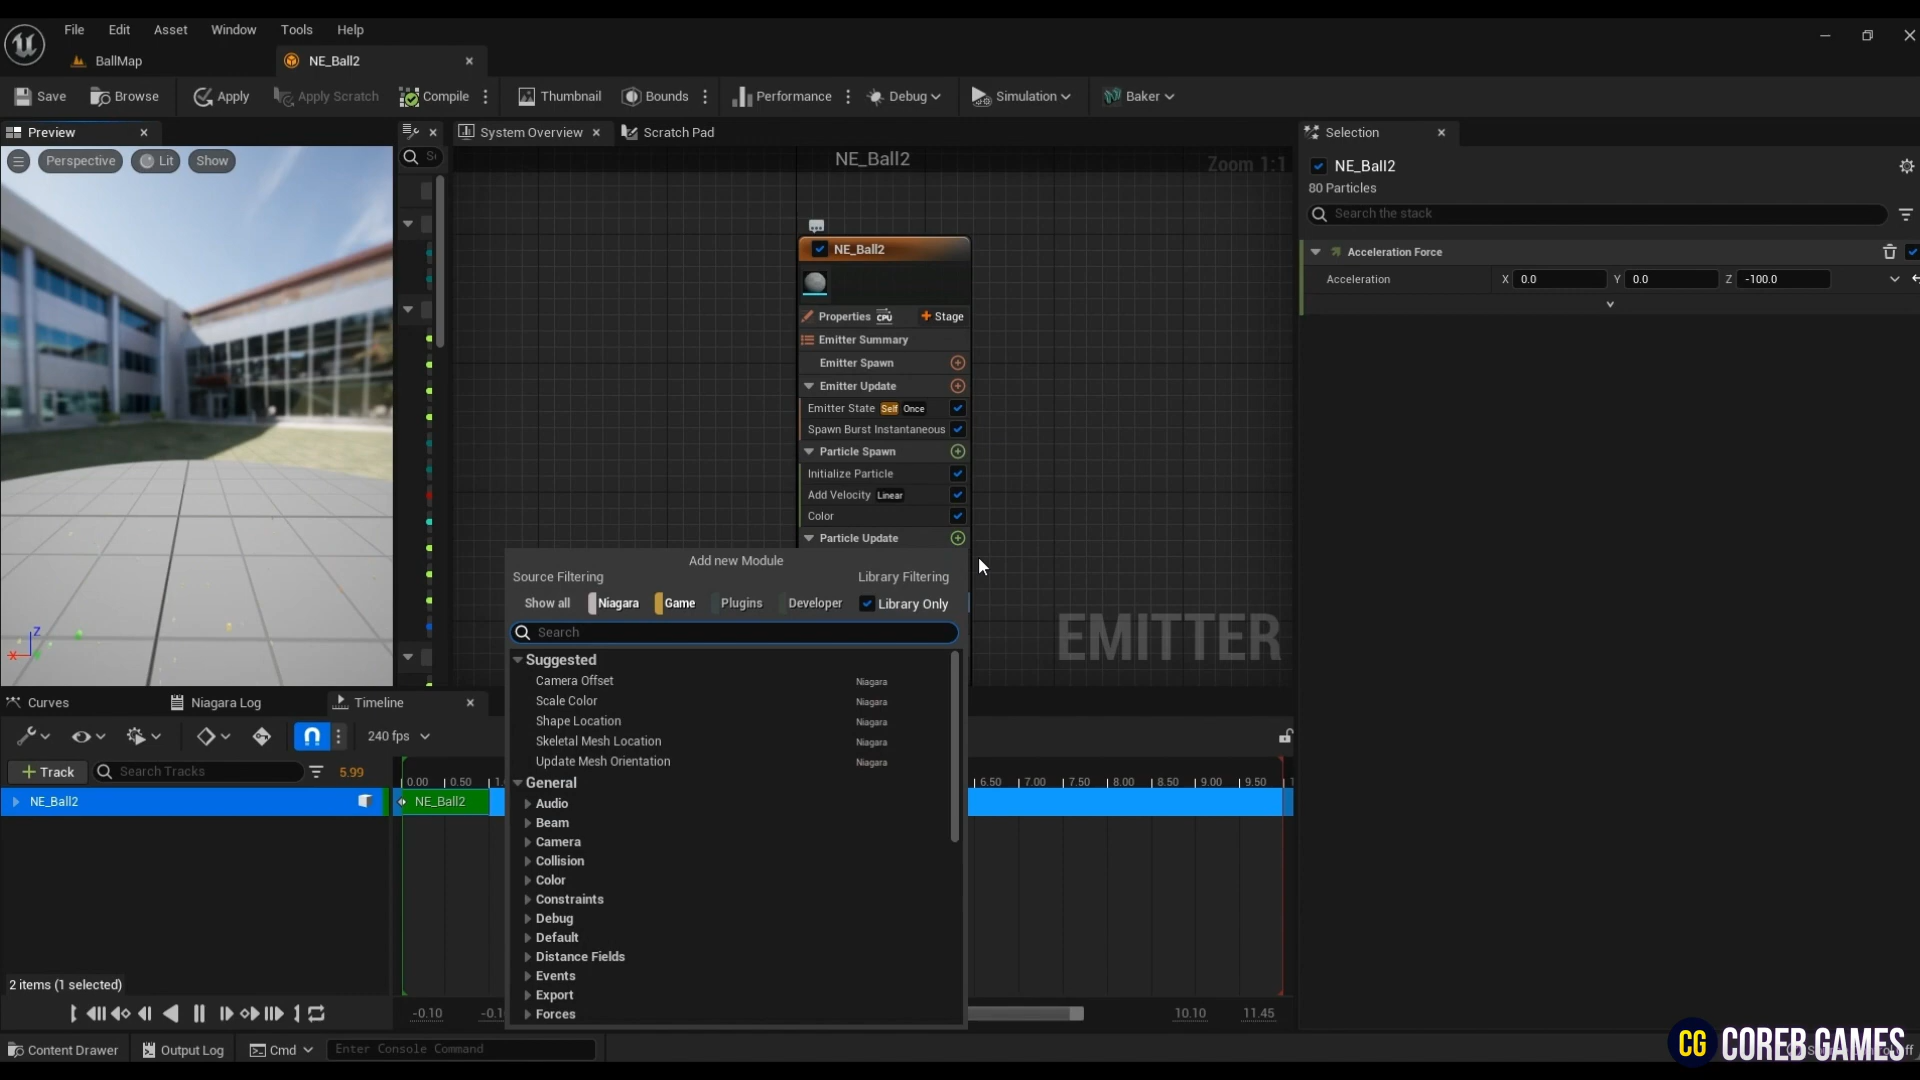 File Edit Asset Window Tools Help
BallMap NE_Ball2
Save Browse Apply Apply Scratch Compile Thumbnail Bounds Performance Debug Simulation Baker
Preview System Overview Scratch Pad Selection
Perspective Lit Show
NE_Ball2
Zoom 1:1
NE_Ball2
80 Particles
Search the stack
Acceleration Force
Acceleration X 0.0 Y 0.0 Z -100.0
NE_Ball2
Properties CPU Stage
Emitter Summary
Emitter Spawn
Emitter Update
Emitter State Self Once
Spawn Burst Instantaneous
Particle Spawn
Initialize Particle
Add Velocity Linear
Color
Particle Update
EMITTER
Add new Module
Source Filtering Library Filtering
Show all Niagara Game Plugins Developer Library Only
Search
Suggested
Camera Offset Niagara
Scale Color Niagara
Shape Location Niagara
Skeletal Mesh Location Niagara
Update Mesh Orientation Niagara
General
Audio
Beam
Camera
Collision
Color
Constraints
Debug
Default
Distance Fields
Events
Export
Forces
Z
X
Curves Niagara Log Timeline
240 fps
Track Search Tracks 5.99
0.00 0.50 6.50 7.00 7.50 8.00 8.50 9.00 9.50
NE_Ball2 NE_Ball2
2 items (1 selected)
-0.10 10.10 11.45
Content Drawer Output Log Cmd Enter Console Command
CG COREB GAMES